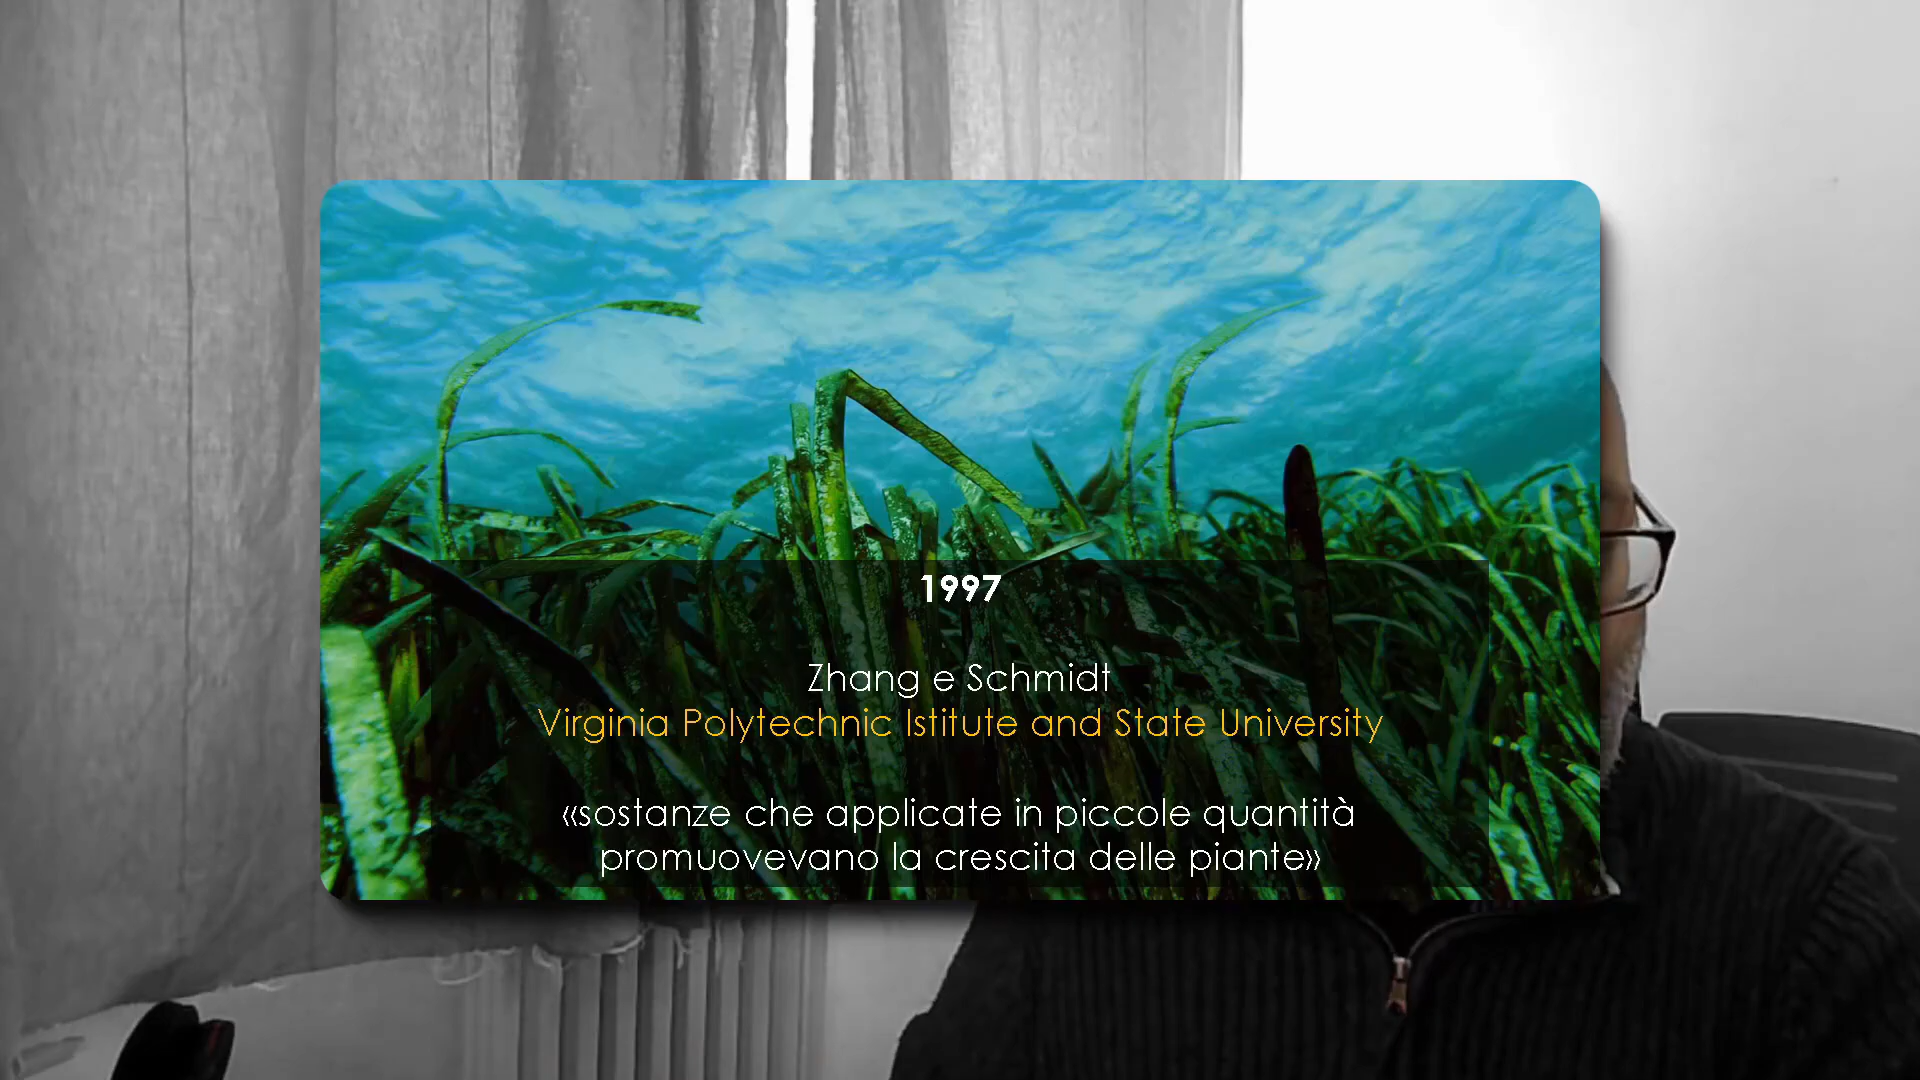 1997
Zhang e Schmidt
Virginia Polytechnic Istitute and State University
«sostanze che applicate in piccole quantità
promuovevano la crescita delle piante»